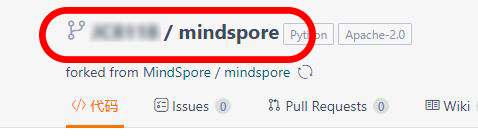 / mindspore Python Apache-2.0
forked from MindSpore / mindspore
代码 Issues 0 Pull Requests 0 Wiki